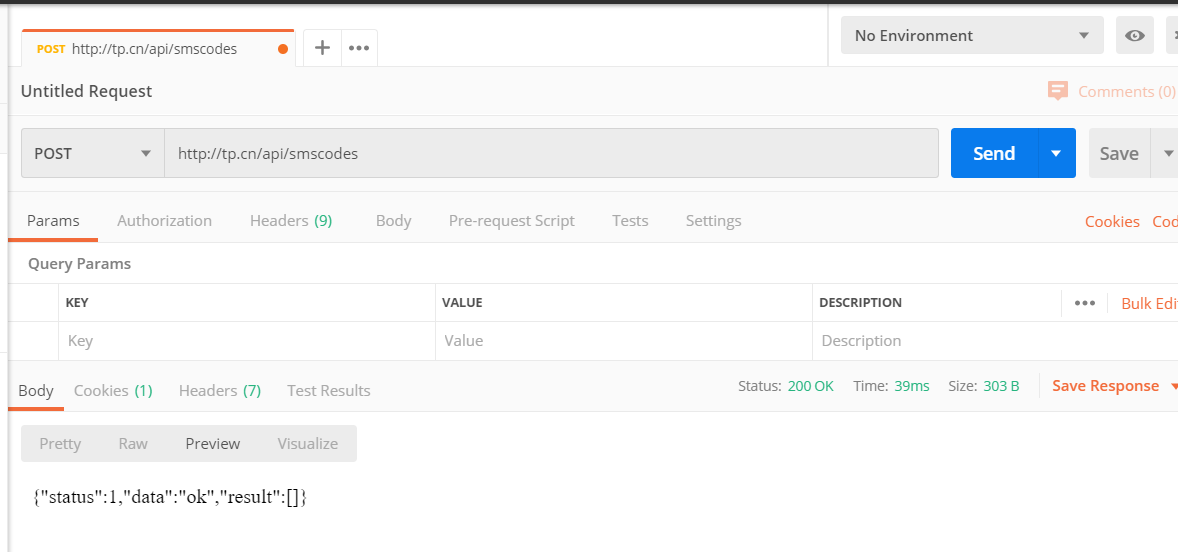 POST http://tp.cn/api/smscodes
No Environment
Untitled Request
Comments (0)
POST http://tp.cn/api/smscodes Send Save
Params Authorization Headers (9) Body Pre-request Script Tests Settings Cookies Cod
Query Params
KEY VALUE DESCRIPTION Bulk Edi
Key Value Description
Body Cookies (1) Headers (7) Test Results Status: 200 OK Time: 39ms Size: 303 B Save Response
Pretty Raw Preview Visualize
{"status":1,"data":"ok","result":[]}